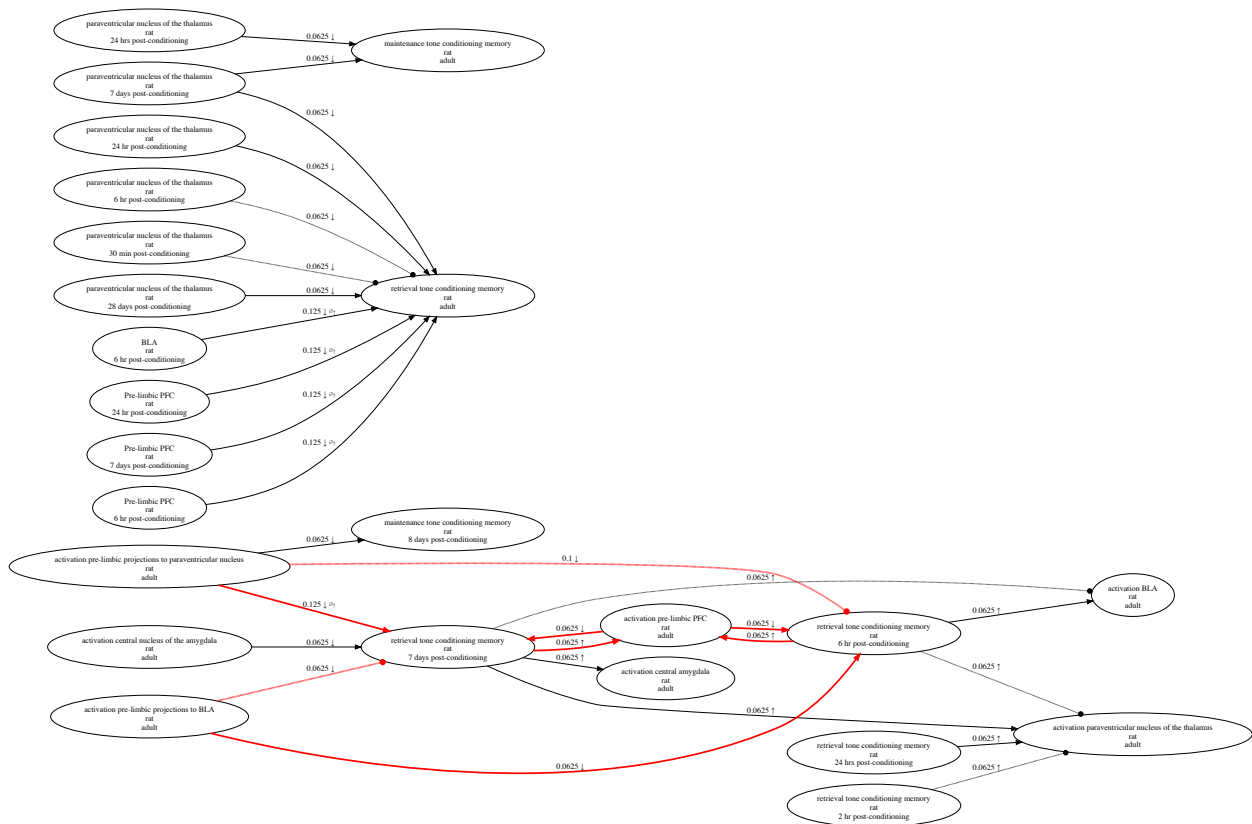 paraventricular nucleus of the thalamus
rat
24 hrs post-conditioning
0.0625 ↓
maintenance tone conditioning memory
rat
adult
paraventricular nucleus of the thalamus
rat
7 days post-conditioning
0.0625 ↓
0.0625 ↓
paraventricular nucleus of the thalamus
rat
24 hr post-conditioning
0.0625 ↓
paraventricular nucleus of the thalamus
rat
6 hr post-conditioning
0.0625 ↓
paraventricular nucleus of the thalamus
rat
30 min post-conditioning
0.0625 ↓
paraventricular nucleus of the thalamus
rat
28 days post-conditioning
0.0625 ↓
retrieval tone conditioning memory
rat
adult
BLA
rat
6 hr post-conditioning
0.125 ↓
Pre-limbic PFC
rat
24 hr post-conditioning
0.125 ↓
Pre-limbic PFC
rat
7 days post-conditioning
0.125 ↓
Pre-limbic PFC
rat
6 hr post-conditioning
0.125 ↓
maintenance tone conditioning memory
rat
8 days post-conditioning
0.0625 ↓
activation pre-limbic projections to paraventricular nucleus
rat
adult
0.1 ↓
0.125 ↓
0.0625 ↑
activation BLA
rat
adult
0.0625 ↑
activation central nucleus of the amygdala
rat
adult
0.0625 ↓
retrieval tone conditioning memory
rat
7 days post-conditioning
0.0625 ↓
0.0625 ↑
activation pre-limbic PFC
rat
adult
0.0625 ↓
0.0625 ↑
retrieval tone conditioning memory
rat
6 hr post-conditioning
0.0625 ↑
activation central amygdala
rat
adult
0.0625 ↓
0.0625 ↑
0.0625 ↑
activation pre-limbic projections to BLA
rat
adult
0.0625 ↓
activation paraventricular nucleus of the thalamus
rat
adult
retrieval tone conditioning memory
rat
24 hrs post-conditioning
0.0625 ↑
retrieval tone conditioning memory
rat
2 hr post-conditioning
0.0625 ↑